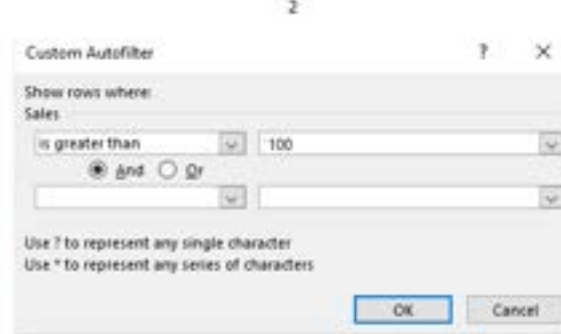 2
Custom Autofilter ? ×
Show rows where:
Sales
is greater than 100
And Or
Use ? to represent any single character
Use * to represent any series of characters
OK Cancel